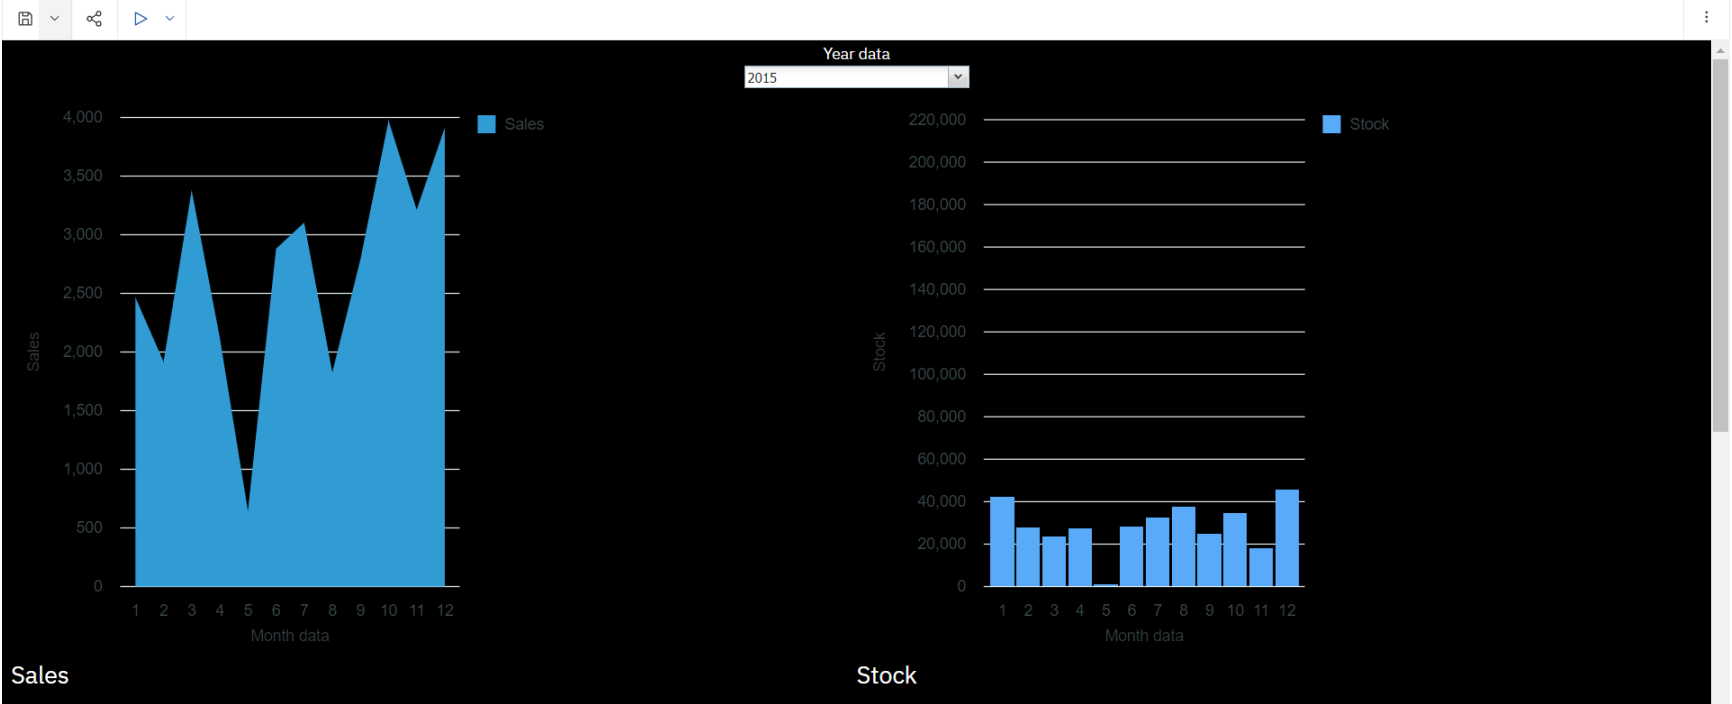 Year data
2015
4,000
3,500
3,000
2,500
2,000
1,500
1,000
500
0
Sales
1 2 3 4 5 6 7 8 9 10 11 12
Month data
Sales
Sales
220,000
200,000
180,000
160,000
140,000
120,000
100,000
80,000
60,000
40,000
20,000
0
Stock
1 2 3 4 5 6 7 8 9 10 11 12
Month data
Stock
Stock